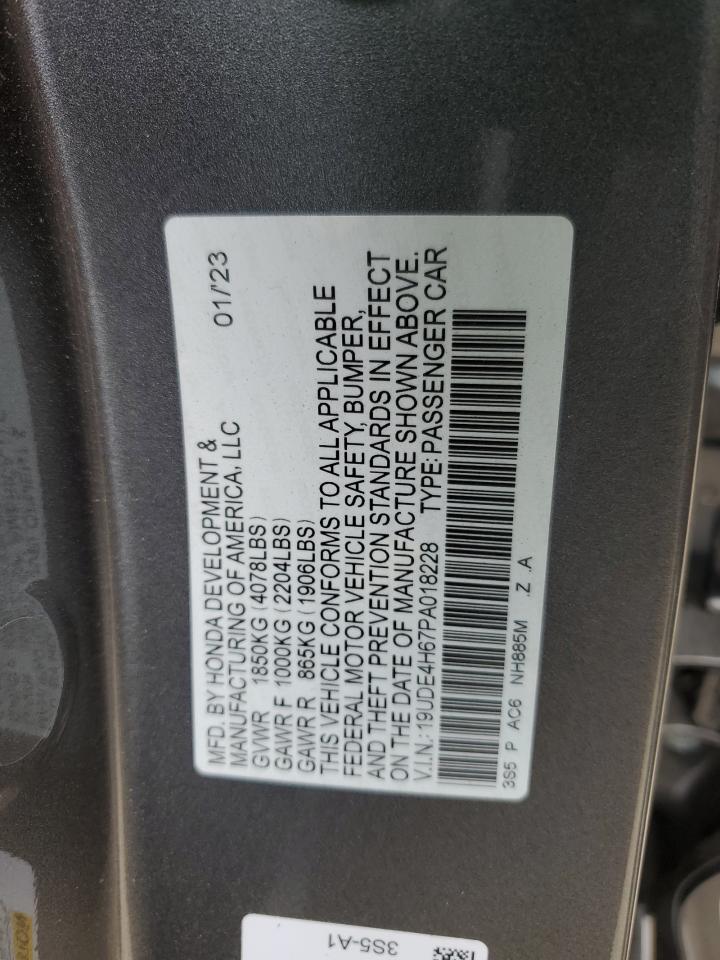 MFD. BY HONDA DEVELOPMENT & 01/'23
MANUFACTURING OF AMERICA, LLC
GVWR 1850KG (4078LBS)
GAWR F 1000KG (2204LBS)
GAWR R 865KG (1906LBS)
THIS VEHICLE CONFORMS TO ALL APPLICABLE
FEDERAL MOTOR VEHICLE SAFETY, BUMPER,
AND THEFT PREVENTION STANDARDS IN EFFECT
ON THE DATE OF MANUFACTURE SHOWN ABOVE.
V.I.N.: 19UDE4H67PA018228 TYPE: PASSENGER CAR
3S5 P AC6 NH885M .Z .A
3S5-A1